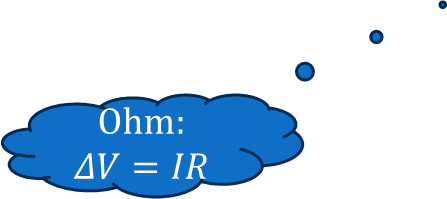 Ohm:
ΔV = IR